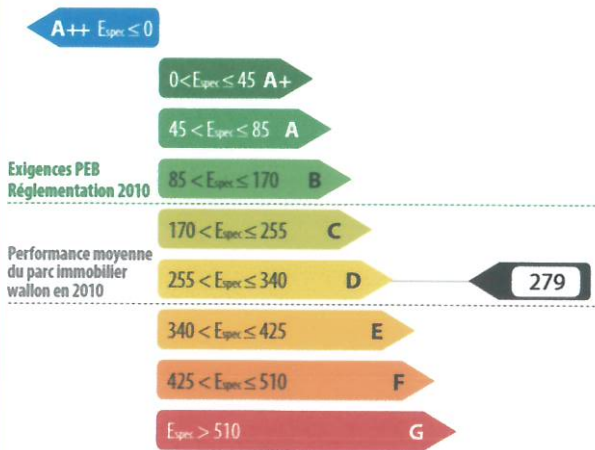 A++ Espec ≤ 0
0 < Espec ≤ 45 A+
45 < Espec ≤ 85 A
Exigences PEB
Réglementation 2010
85 < Espec ≤ 170 B
170 < Espec ≤ 255 C
Performance moyenne
du parc immobilier
wallon en 2010
255 < Espec ≤ 340 D
279
340 < Espec ≤ 425 E
425 < Espec ≤ 510 F
Espec > 510 G